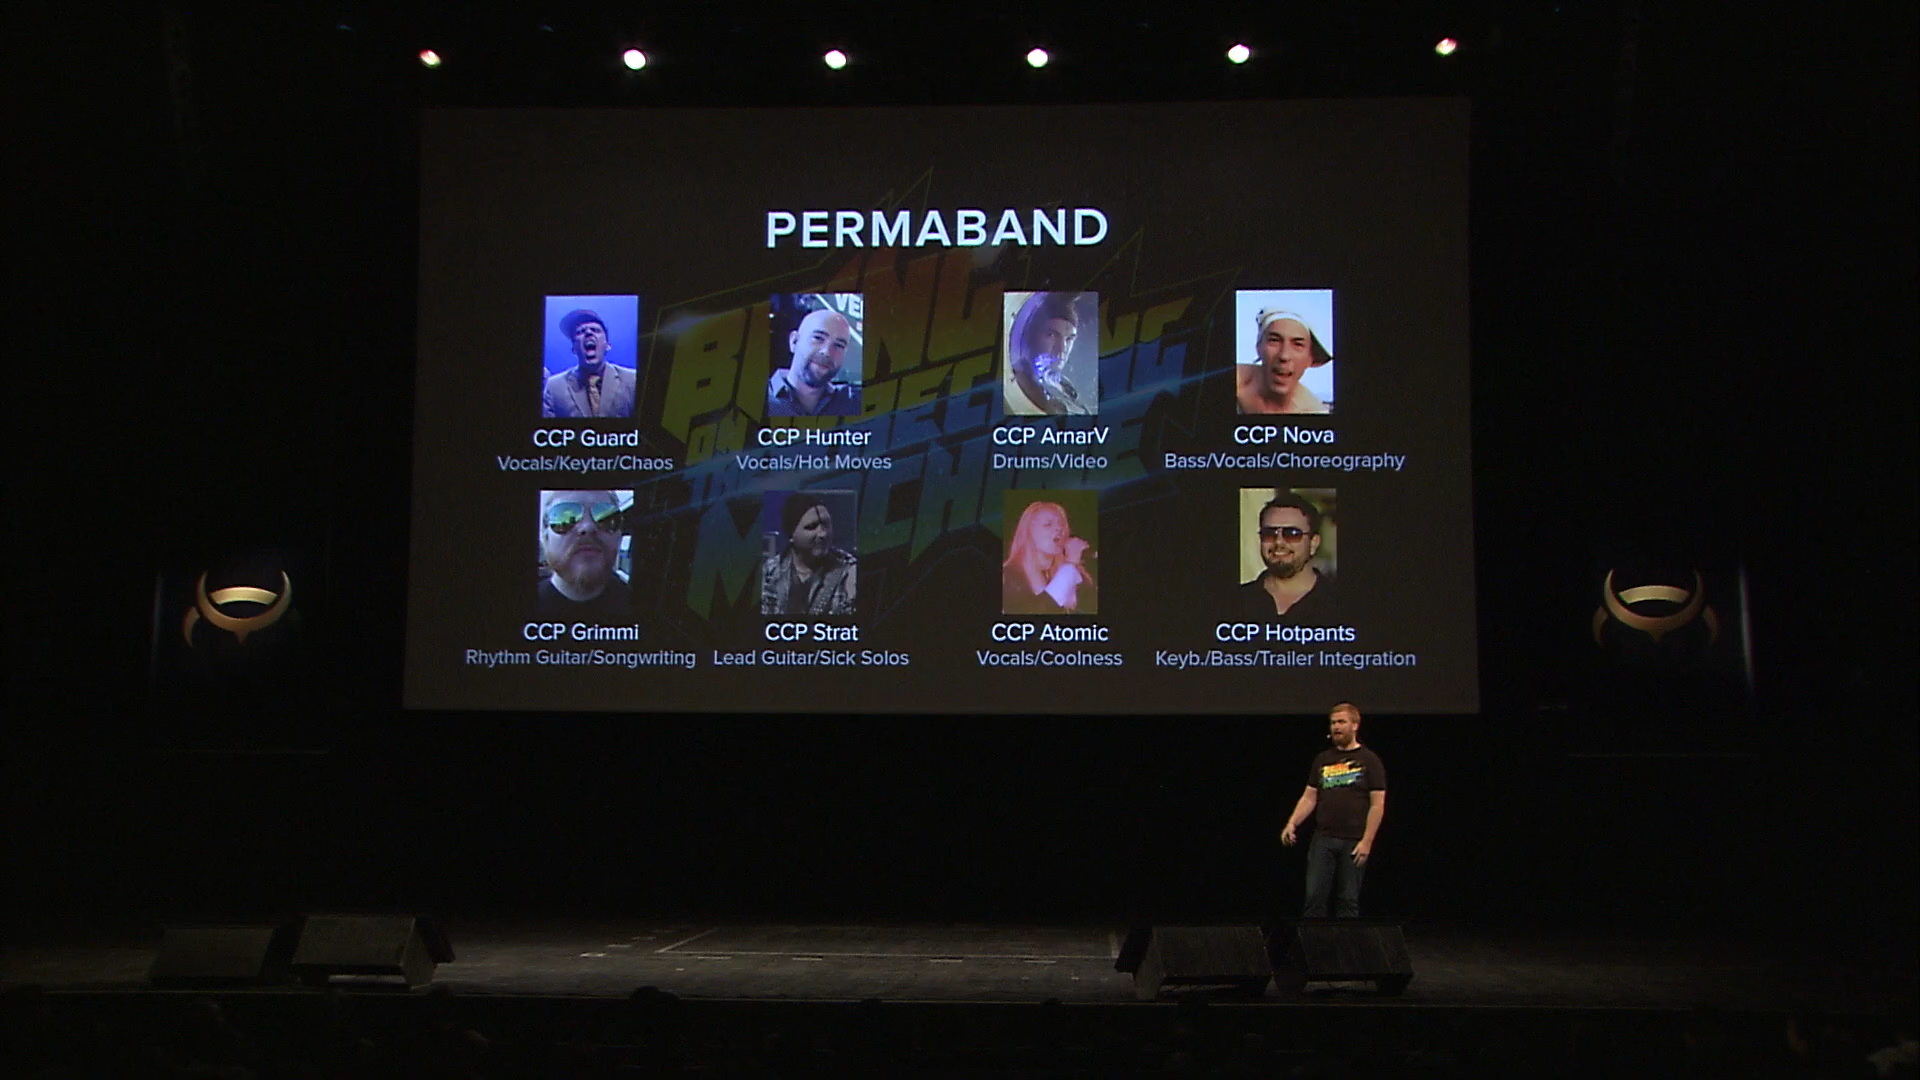 PERMABAND
CCP Guard
Vocals/Keytar/Chaos
CCP Hunter
Vocals/Hot Moves
CCP ArnarV
Drums/Video
CCP Nova
Bass/Vocals/Choreography
CCP Grimmi
Rhythm Guitar/Songwriting
CCP Strat
Lead Guitar/Sick Solos
CCP Atomic
Vocals/Coolness
CCP Hotpants
Keyb./Bass/Trailer Integration